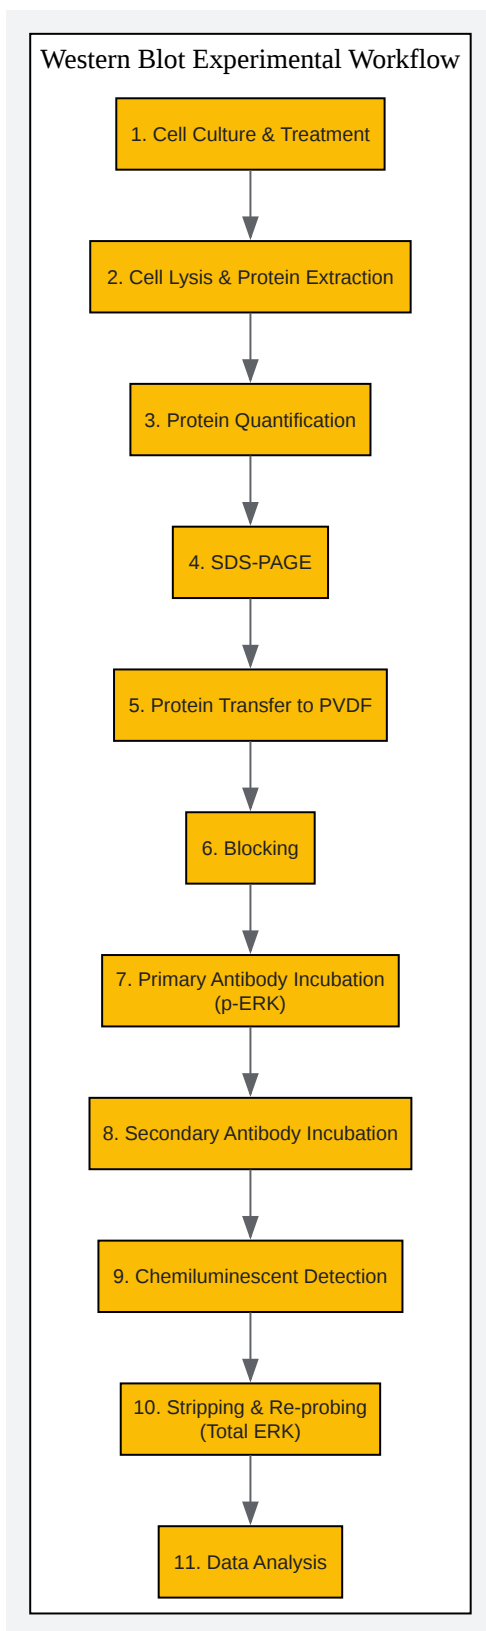 Western Blot Experimental Workflow
1. Cell Culture & Treatment
2. Cell Lysis & Protein Extraction
3. Protein Quantification
4. SDS-PAGE
5. Protein Transfer to PVDF
6. Blocking
7. Primary Antibody Incubation
(p-ERK)
8. Secondary Antibody Incubation
9. Chemiluminescent Detection
10. Stripping & Re-probing
(Total ERK)
11. Data Analysis